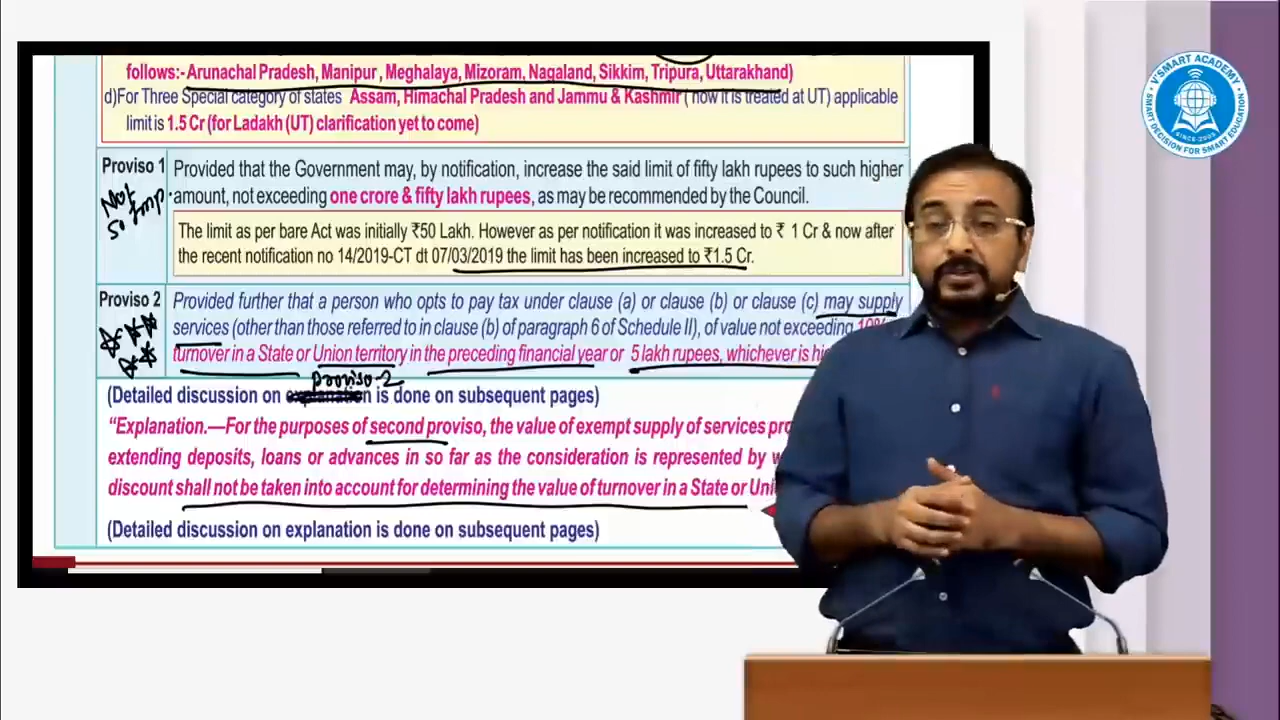 follows:- Arunachal Pradesh, Manipur , Meghalaya, Mizoram, Nagaland, Sikkim, Tripura, Uttarakhand)
d)For Three Special category of states Assam, Himachal Pradesh and Jammu & Kashmir ( now it is treated at UT) applicable
limit is 1.5 Cr (for Ladakh (UT) clarification yet to come)
Proviso 1
Not
so Imp.
Provided that the Government may, by notification, increase the said limit of fifty lakh rupees to such higher
amount, not exceeding one crore & fifty lakh rupees, as may be recommended by the Council.
The limit as per bare Act was initially ₹50 Lakh. However as per notification it was increased to ₹ 1 Cr & now after
the recent notification no 14/2019-CT dt 07/03/2019 the limit has been increased to ₹1.5 Cr.
Proviso 2
Provided further that a person who opts to pay tax under clause (a) or clause (b) or clause (c) may supply
services (other than those referred to in clause (b) of paragraph 6 of Schedule II), of value not exceeding
turnover in a State or Union territory in the preceding financial year or 5 lakh rupees, whichever is
proviso-2
(Detailed discussion on is done on subsequent pages)
“Explanation.—For the purposes of second proviso, the value of exempt supply of services
extending deposits, loans or advances in so far as the consideration is represented by
discount shall not be taken into account for determining the value of turnover in a State or
(Detailed discussion on explanation is done on subsequent pages)
V'SMART ACADEMY
SINCE-2005
SMART DECISION FOR SMART EDUCATION